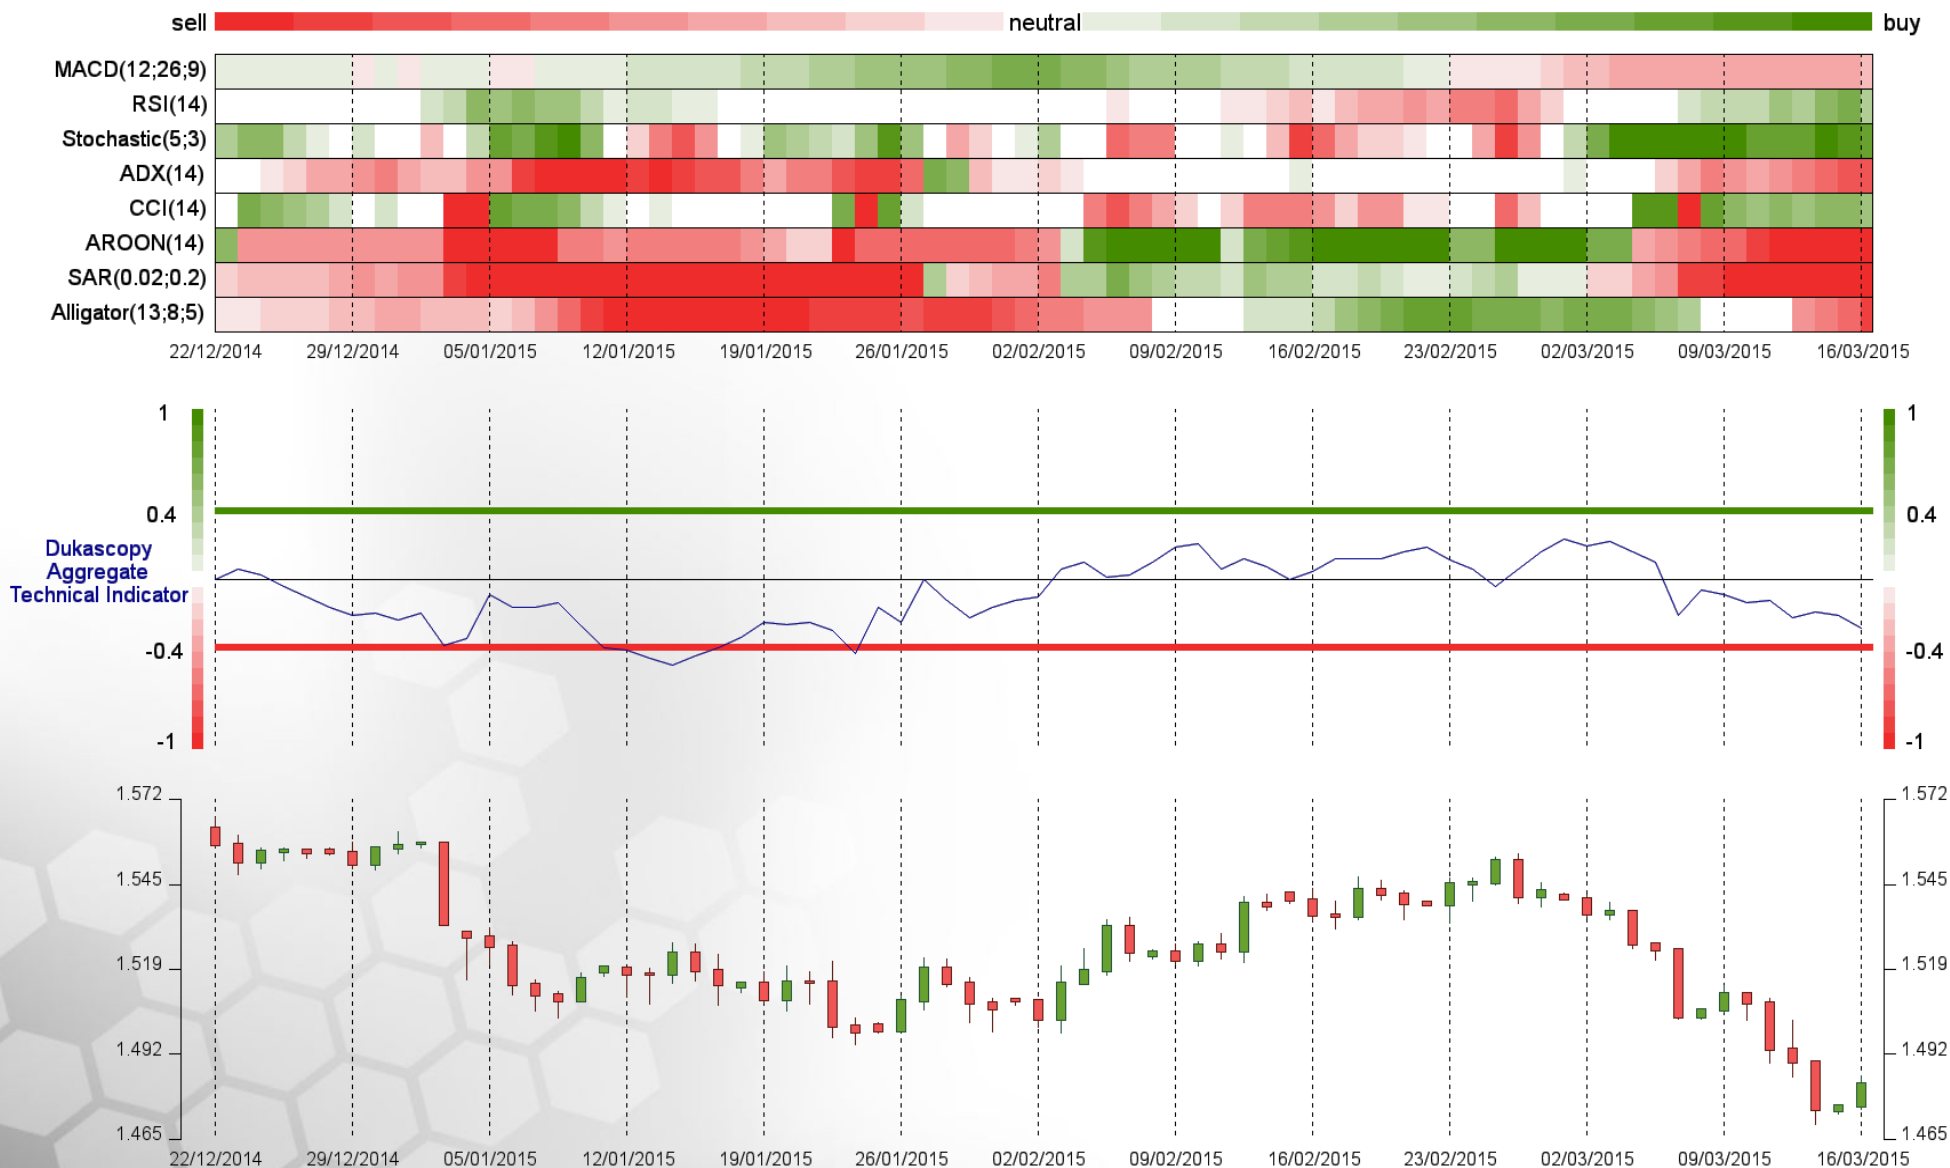 sell neutral buy
MACD(12;26;9)
RSI(14)
Stochastic(5;3)
ADX(14)
CCI(14)
AROON(14)
SAR(0.02;0.2)
Alligator(13;8;5)
22/12/2014 29/12/2014 05/01/2015 12/01/2015 19/01/2015 26/01/2015 02/02/2015 09/02/2015 16/02/2015 23/02/2015 02/03/2015 09/03/2015 16/03/2015
1 1
0.4 0.4
Dukascopy
Aggregate
Technical Indicator
-0.4 -0.4
-1 -1
1.572 1.572
1.545 1.545
1.519 1.519
1.492 1.492
1.465 1.465
22/12/2014 29/12/2014 05/01/2015 12/01/2015 19/01/2015 26/01/2015 02/02/2015 09/02/2015 16/02/2015 23/02/2015 02/03/2015 09/03/2015 16/03/2015